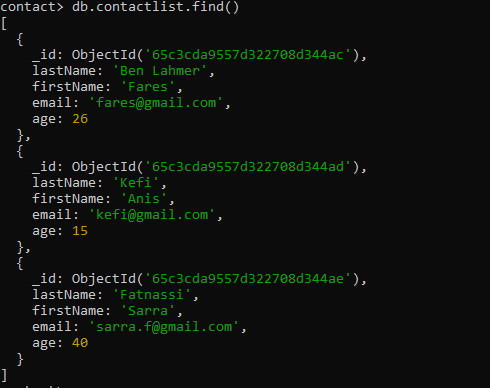 contact> db.contactlist.find()
[
  {
    _id: ObjectId('65c3cda9557d322708d344ac'),
    lastName: 'Ben Lahmer',
    firstName: 'Fares',
    email: 'fares@gmail.com',
    age: 26
  },
  {
    _id: ObjectId('65c3cda9557d322708d344ad'),
    lastName: 'Kefi',
    firstName: 'Anis',
    email: 'kefi@gmail.com',
    age: 15
  },
  {
    _id: ObjectId('65c3cda9557d322708d344ae'),
    lastName: 'Fatnassi',
    firstName: 'Sarra',
    email: 'sarra.f@gmail.com',
    age: 40
  }
]